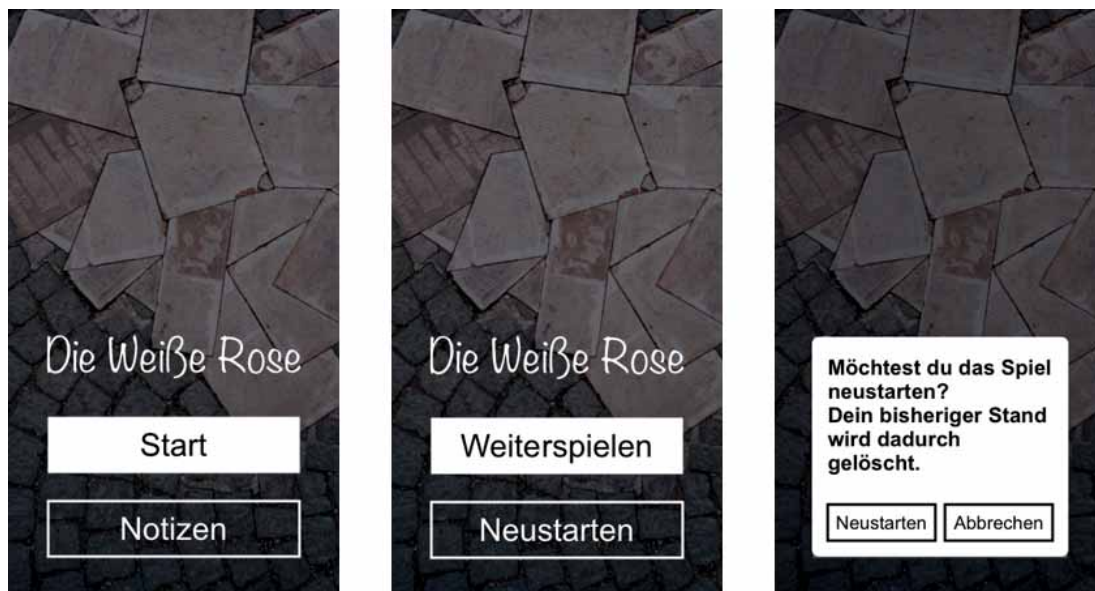 Die Weiße Rose
Start
Notizen
Die Weiße Rose
Weiterspielen
Neustarten
Möchtest du das Spiel
neustarten?
Dein bisheriger Stand
wird dadurch
gelöscht.
Neustarten Abbrechen